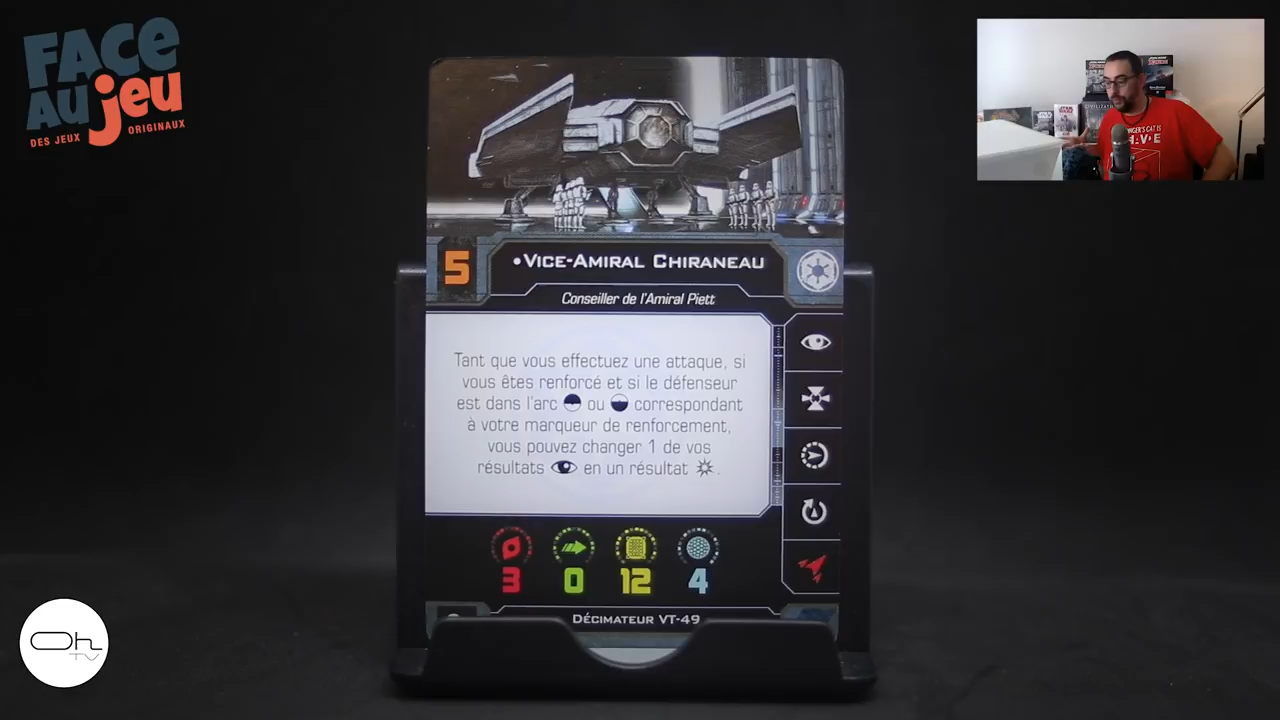 FACE
AU jeu
DES JEUX ORIGINAUX
5
•VICE-AMIRAL CHIRANEAU
Conseiller de l'Amiral Piett
Tant que vous effectuez une attaque, si
vous êtes renforcé et si le défenseur
est dans l'arc ou correspondant
à votre marqueur de renforcement,
vous pouvez changer 1 de vos
résultats en un résultat .
3 0 12 4
DÉCIMATEUR VT-49
Oh
TV